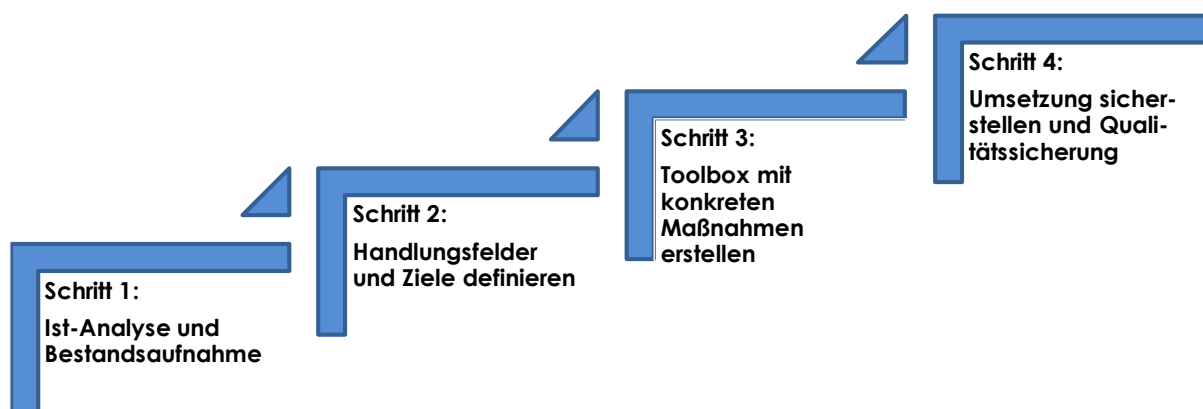 Schritt 1:
Ist-Analyse und
Bestandsaufnahme
Schritt 2:
Handlungsfelder
und Ziele definieren
Schritt 3:
Toolbox mit
konkreten
Maßnahmen
erstellen
Schritt 4:
Umsetzung sicher-
stellen und Quali-
tätssicherung